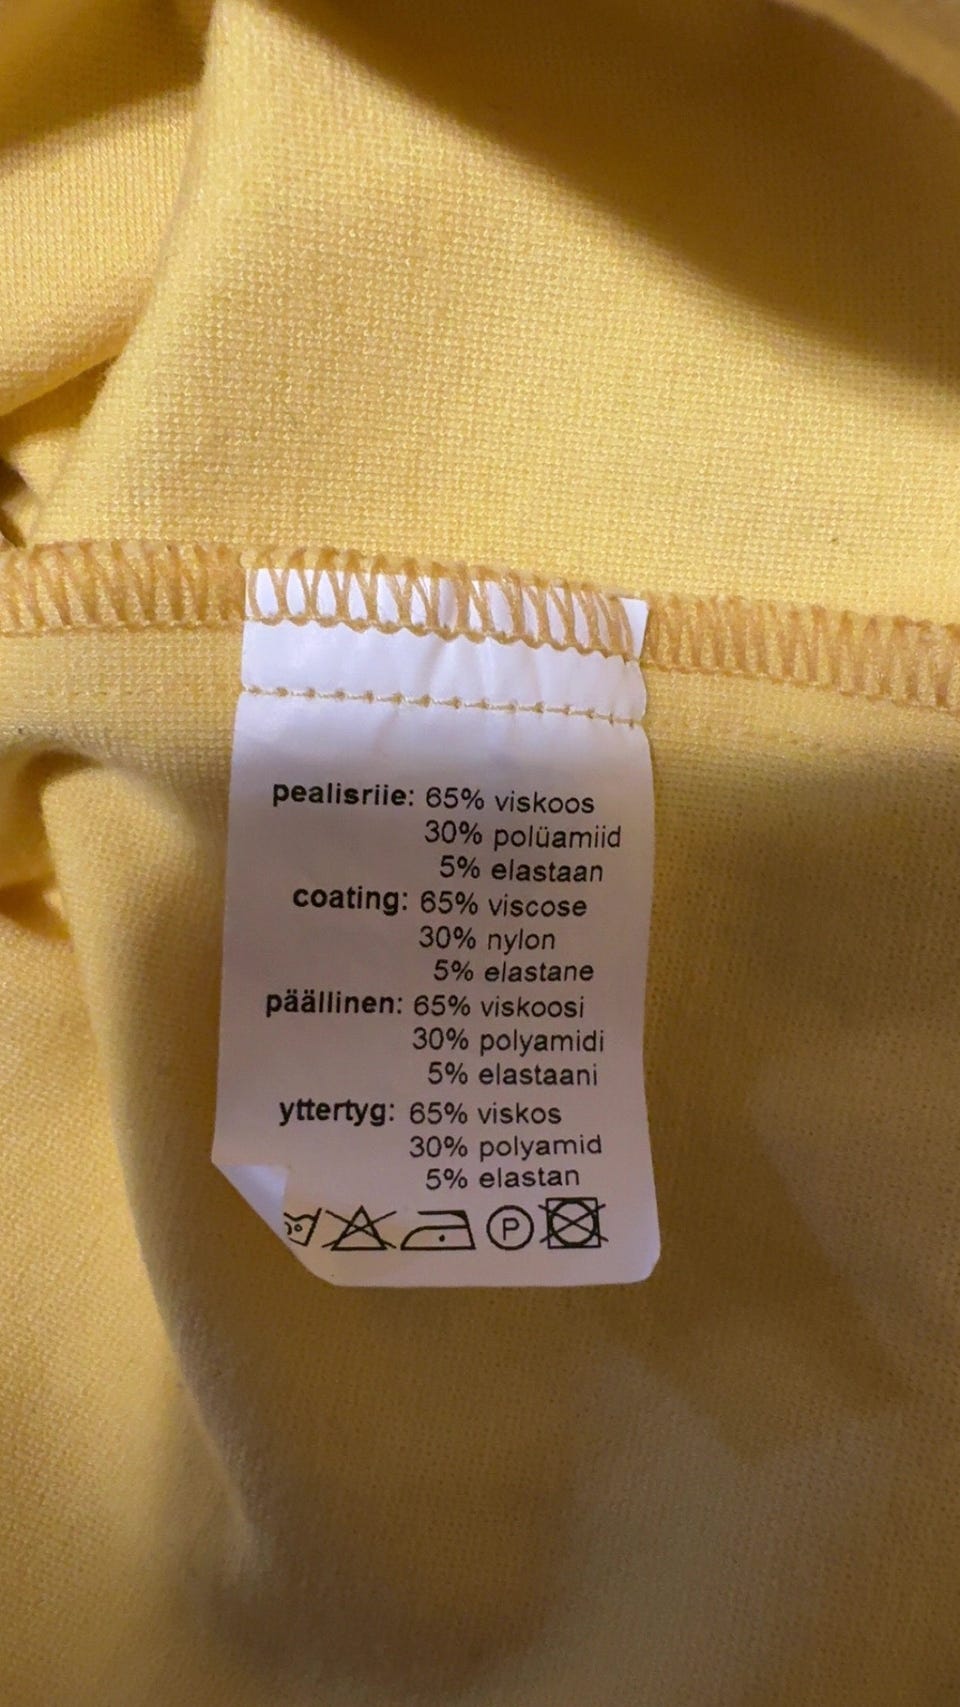 pealisriie: 65% viskoos
30% polüamiid
5% elastaan
coating: 65% viscose
30% nylon
5% elastane
päällinen: 65% viskoosi
30% polyamidi
5% elastaani
yttertyg: 65% viskos
30% polyamid
5% elastan
P